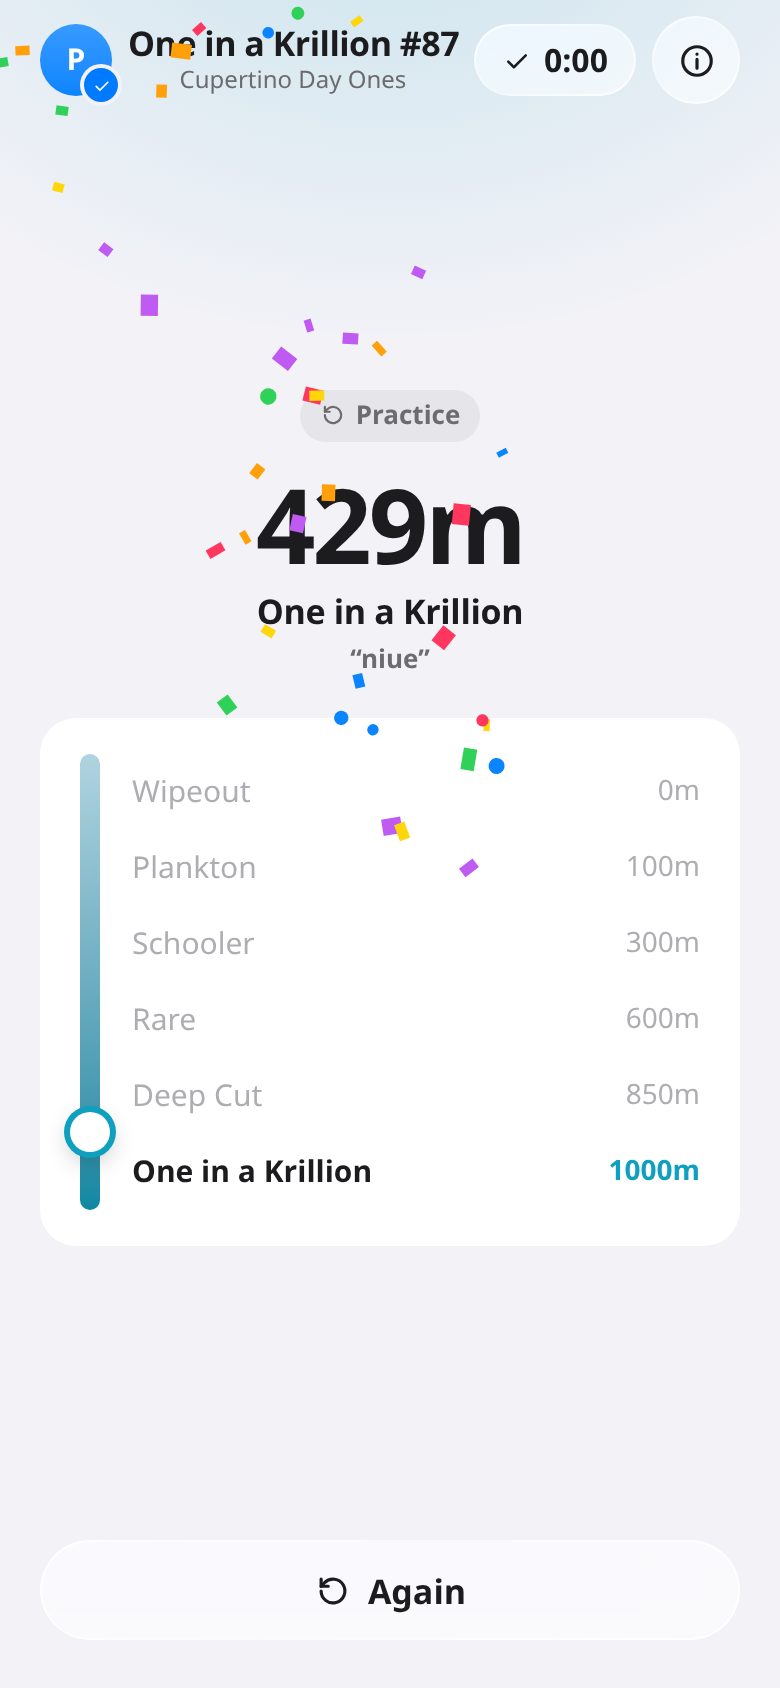 P
One in a Krillion #87
Cupertino Day Ones
0:00
Practice
429m
One in a Krillion
“niue”
Wipeout 0m
Plankton 100m
Schooler 300m
Rare 600m
Deep Cut 850m
One in a Krillion 1000m
Again